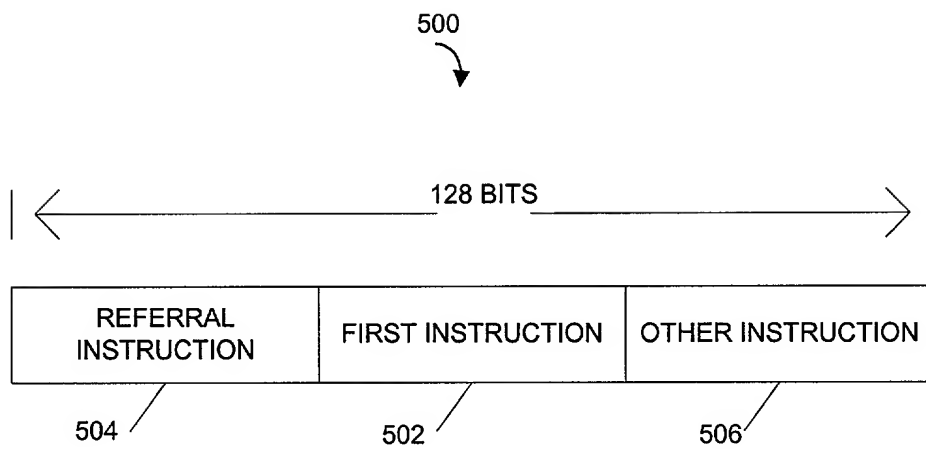 500
128 BITS
REFERRAL
INSTRUCTION
FIRST INSTRUCTION
OTHER INSTRUCTION
504
502
506